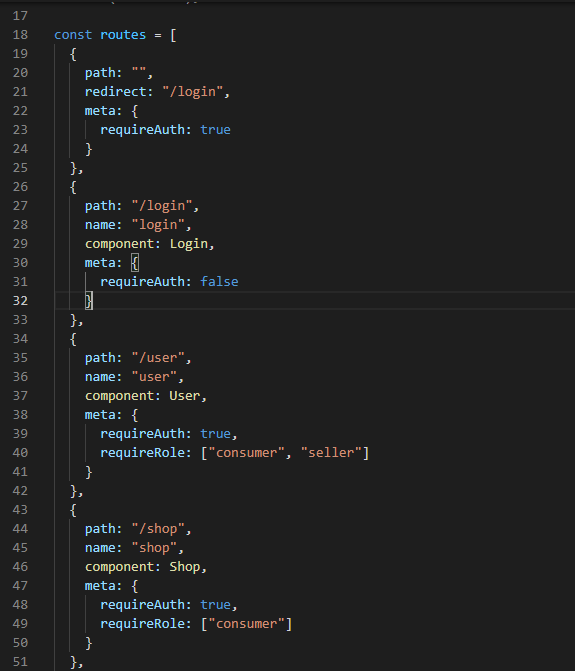 17
18 const routes = [
19 {
20 path: "",
21 redirect: "/login",
22 meta: {
23 requireAuth: true
24 }
25 },
26 {
27 path: "/login",
28 name: "login",
29 component: Login,
30 meta: {
31 requireAuth: false
32 }
33 },
34 {
35 path: "/user",
36 name: "user",
37 component: User,
38 meta: {
39 requireAuth: true,
40 requireRole: ["consumer", "seller"]
41 }
42 },
43 {
44 path: "/shop",
45 name: "shop",
46 component: Shop,
47 meta: {
48 requireAuth: true,
49 requireRole: ["consumer"]
50 }
51 },